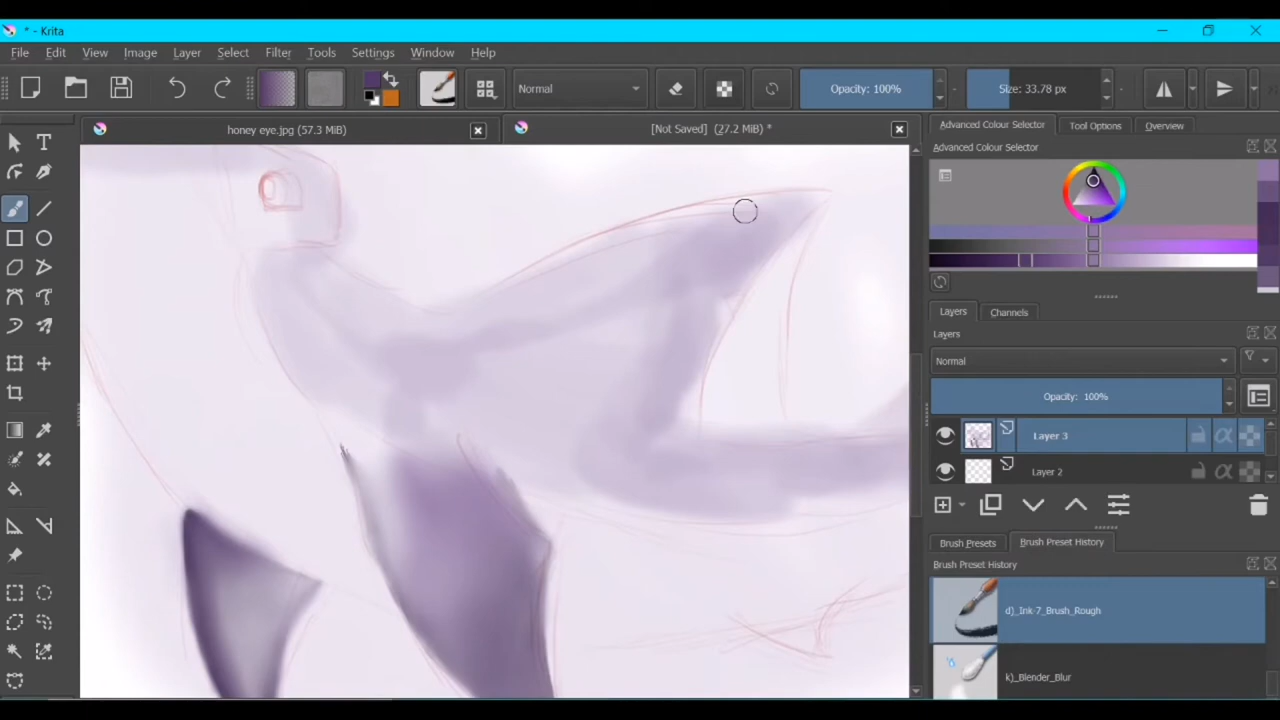 * - Krita
File Edit View Image Layer Select Filter Tools Settings Window Help
Normal
Opacity: 100%
Size: 33.78 px
honey eye.jpg (57.3 MiB)
[Not Saved] (27.2 MiB) *
Advanced Colour Selector
Tool Options
Overview
Advanced Colour Selector
Layers
Channels
Layers
Normal
Opacity: 100%
Layer 3
Layer 2
Brush Presets
Brush Preset History
Brush Preset History
d)_Ink-7_Brush_Rough
k)_Blender_Blur